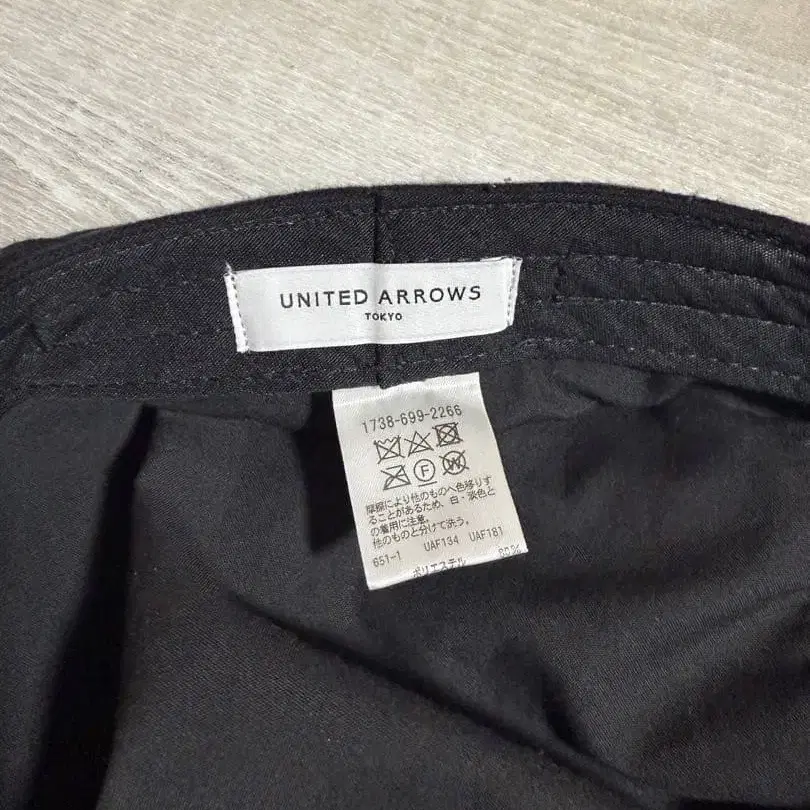 UNITED ARROWS
TOKYO
1738-699-2266
F
W
摩擦により他のものへ色移りす
ることがあるため、白・淡色と
の着用に注意。
他のものと分けて洗う。
651-1 UAF134 UAF181
ポリエステル 80%